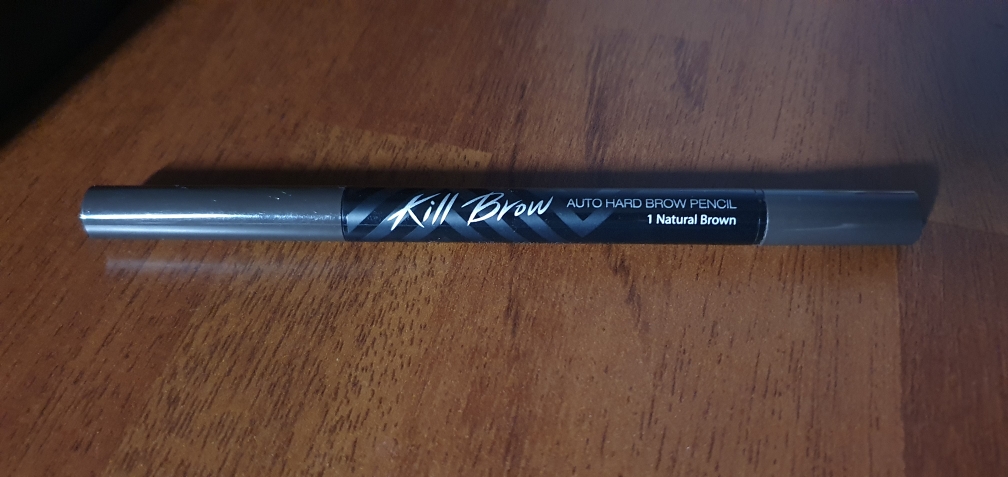 Kill Brow AUTO HARD BROW PENCIL
1 Natural Brown